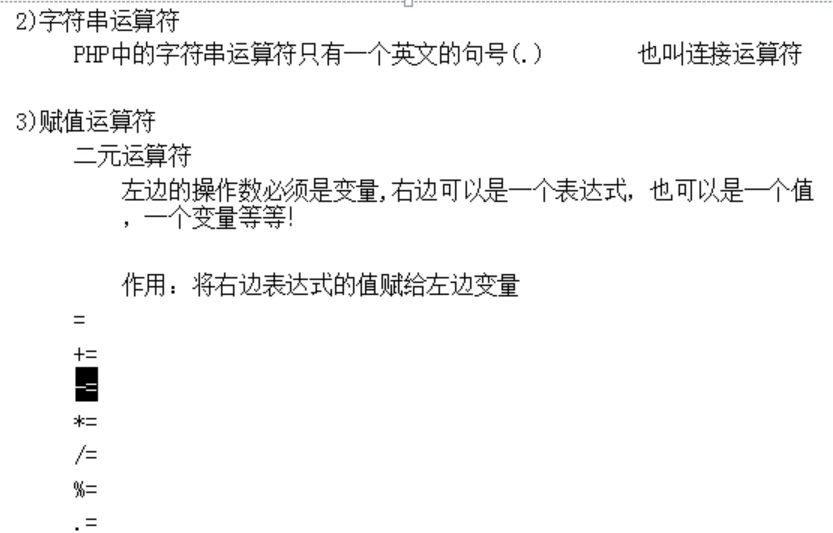 2)字符串运算符
PHP中的字符串运算符只有一个英文的句号(.) 也叫连接运算符
3)赋值运算符
二元运算符
左边的操作数必须是变量,右边可以是一个表达式，也可以是一个值
，一个变量等等!
作用：将右边表达式的值赋给左边变量
=
+=
-=
*=
/=
%=
.=